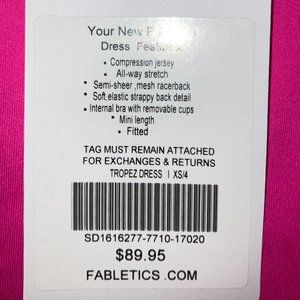 Your New
Dress Features
• Compression jersey
• All-way stretch
• Semi-sheer ,mesh racerback
• Soft,elastic strappy back detail
• Internal bra with removable cups
• Mini length
• Fitted
TAG MUST REMAIN ATTACHED
FOR EXCHANGES & RETURNS
TROPEZ DRESS | XS/4
SD1616277-7710-17020
$89.95
FABLETICS .COM